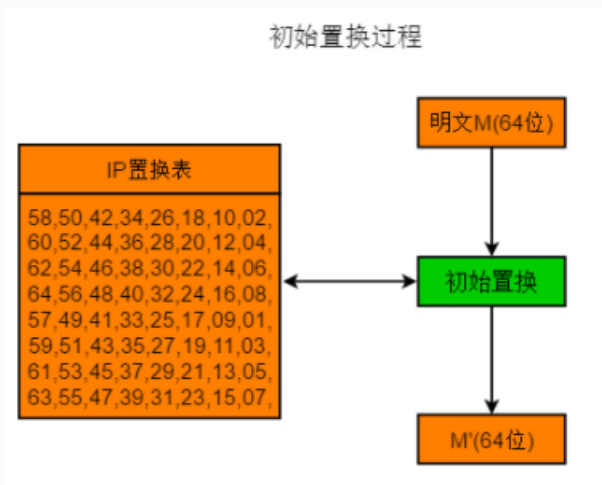 初始置换过程
明文M(64位)
IP置换表
58,50,42,34,26,18,10,02,
60,52,44,36,28,20,12,04,
62,54,46,38,30,22,14,06,
64,56,48,40,32,24,16,08,
57,49,41,33,25,17,09,01,
59,51,43,35,27,19,11,03,
61,53,45,37,29,21,13,05,
63,55,47,39,31,23,15,07,
初始置换
M'(64位)